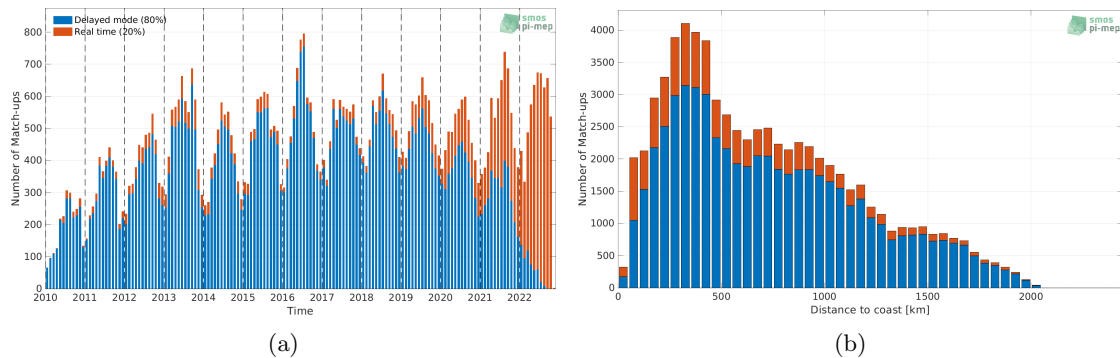 Delayed mode (80%)
Real time (20%)
smos
pi-mep
Number of Match-ups
800
700
600
500
400
300
200
100
0
2010 2011 2012 2013 2014 2015 2016 2017 2018 2019 2020 2021 2022
Time
(a)
smos
pi-mep
Number of Match-ups
4000
3500
3000
2500
2000
1500
1000
500
0
0 500 1000 1500 2000
Distance to coast [km]
(b)